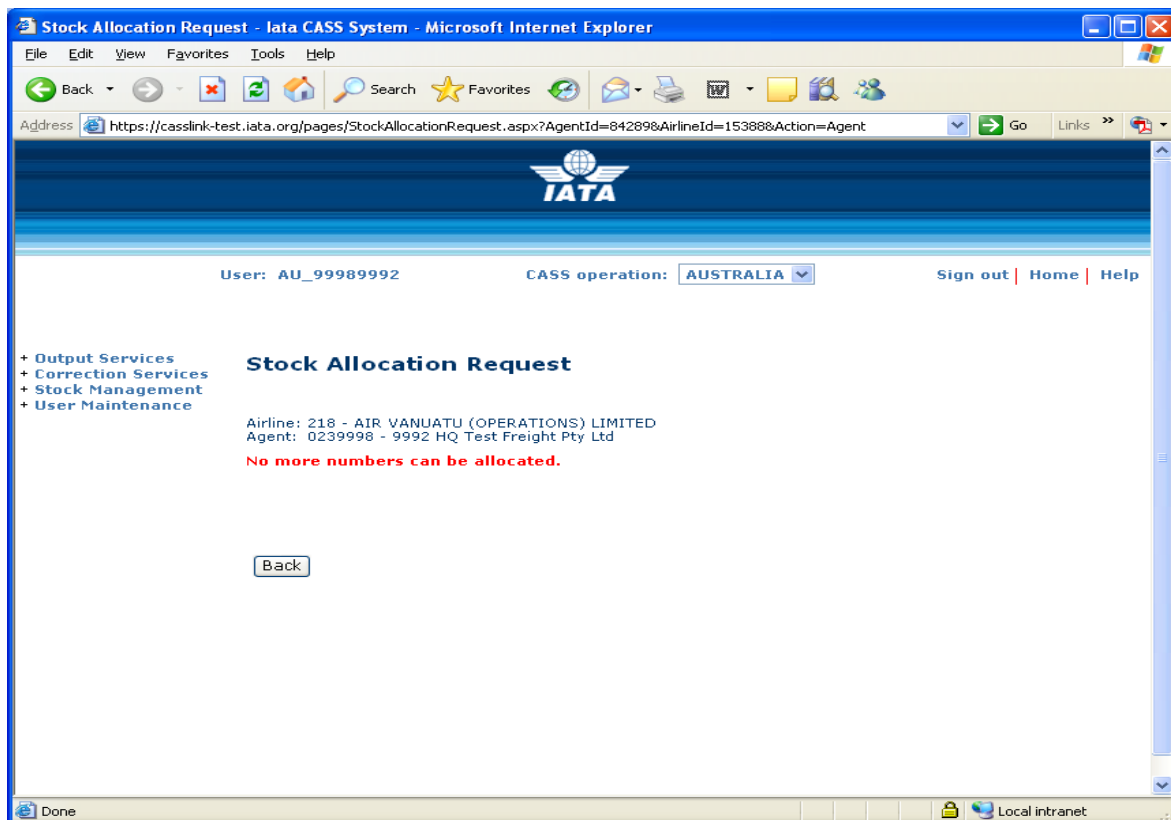 Stock Allocation Request - Iata CASS System - Microsoft Internet Explorer
File Edit View Favorites Tools Help
Back Search Favorites
Address https://casslink-test.iata.org/pages/StockAllocationRequest.aspx?AgentId=84289&AirlineId=15388&Action=Agent Go Links »
IATA
User: AU_99989992 CASS operation: AUSTRALIA Sign out | Home | Help
+ Output Services
+ Correction Services
+ Stock Management
+ User Maintenance
Stock Allocation Request
Airline: 218 - AIR VANUATU (OPERATIONS) LIMITED
Agent: 0239998 - 9992 HQ Test Freight Pty Ltd
No more numbers can be allocated.
Back
Done Local intranet